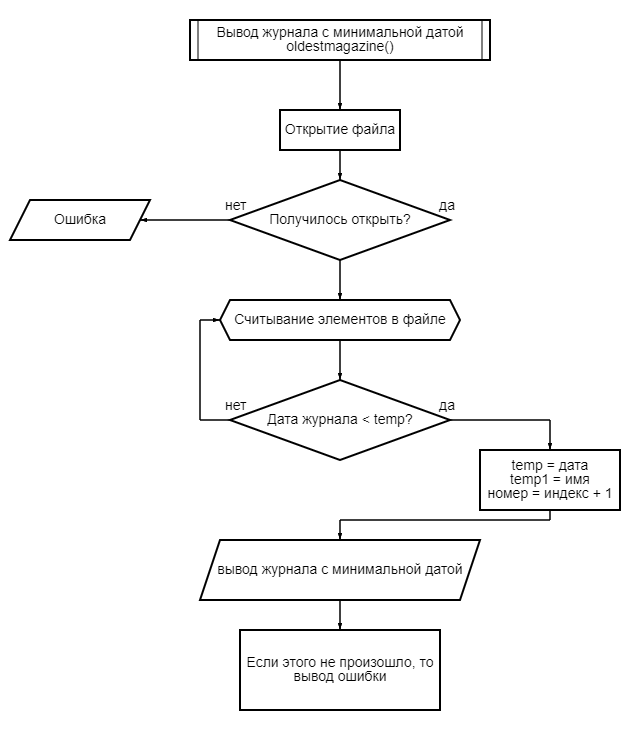 Вывод журнала с минимальной датой
oldestmagazine()
Открытие файла
нет
да
Получилось открыть?
Ошибка
Считывание элементов в файле
нет
да
Дата журнала < temp?
temp = дата
temp1 = имя
номер = индекс + 1
вывод журнала с минимальной датой
Если этого не произошло, то
вывод ошибки